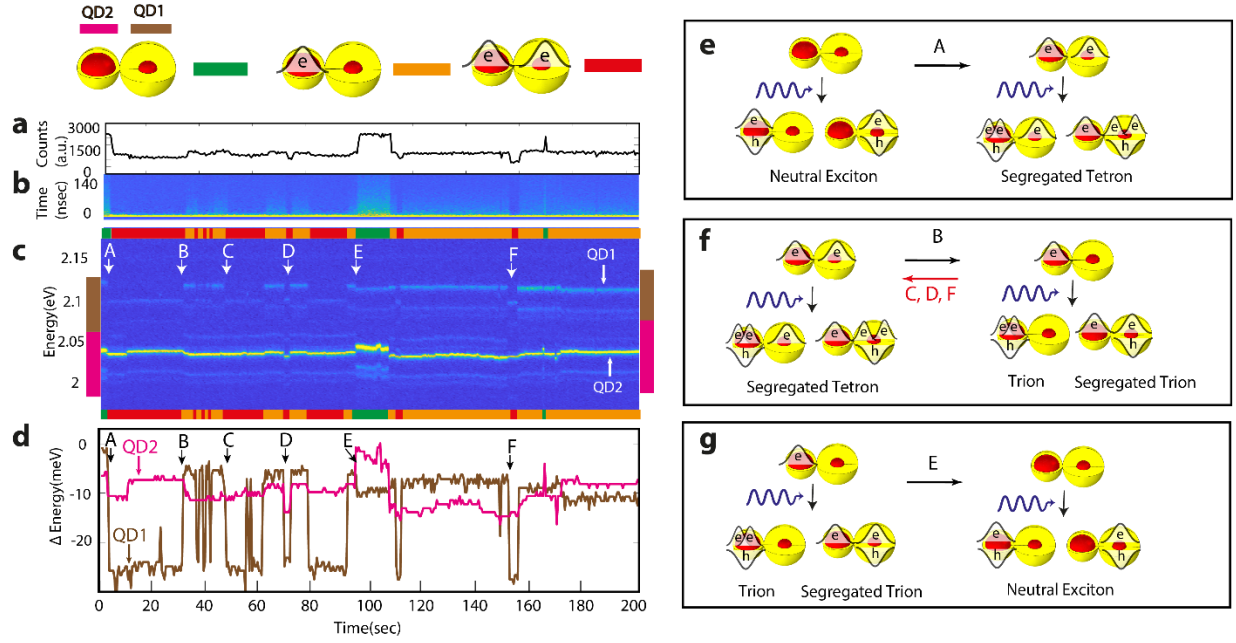 QD2 QD1
e e e
a
Counts
(a.u.)
3000
1500
0
b
Time
(nsec)
140
0
c
Energy(eV)
2.15
2.1
2.05
2
A B C D E F
QD1
QD2
d
Δ Energy(meV)
0
-10
-20
A QD2 B C D E F
QD1
0 20 40 60 80 100 120 140 160 180 200
Time(sec)
e
A
e e
e h e h
e e h e e e e h
Neutral Exciton Segregated Tetron
f
B
C, D, F
e e e
e e h e e e e h
e e h e e h
Segregated Tetron
Trion Segregated Trion
g
E
e
e e h e e h
e h e h
Trion Segregated Trion Neutral Exciton